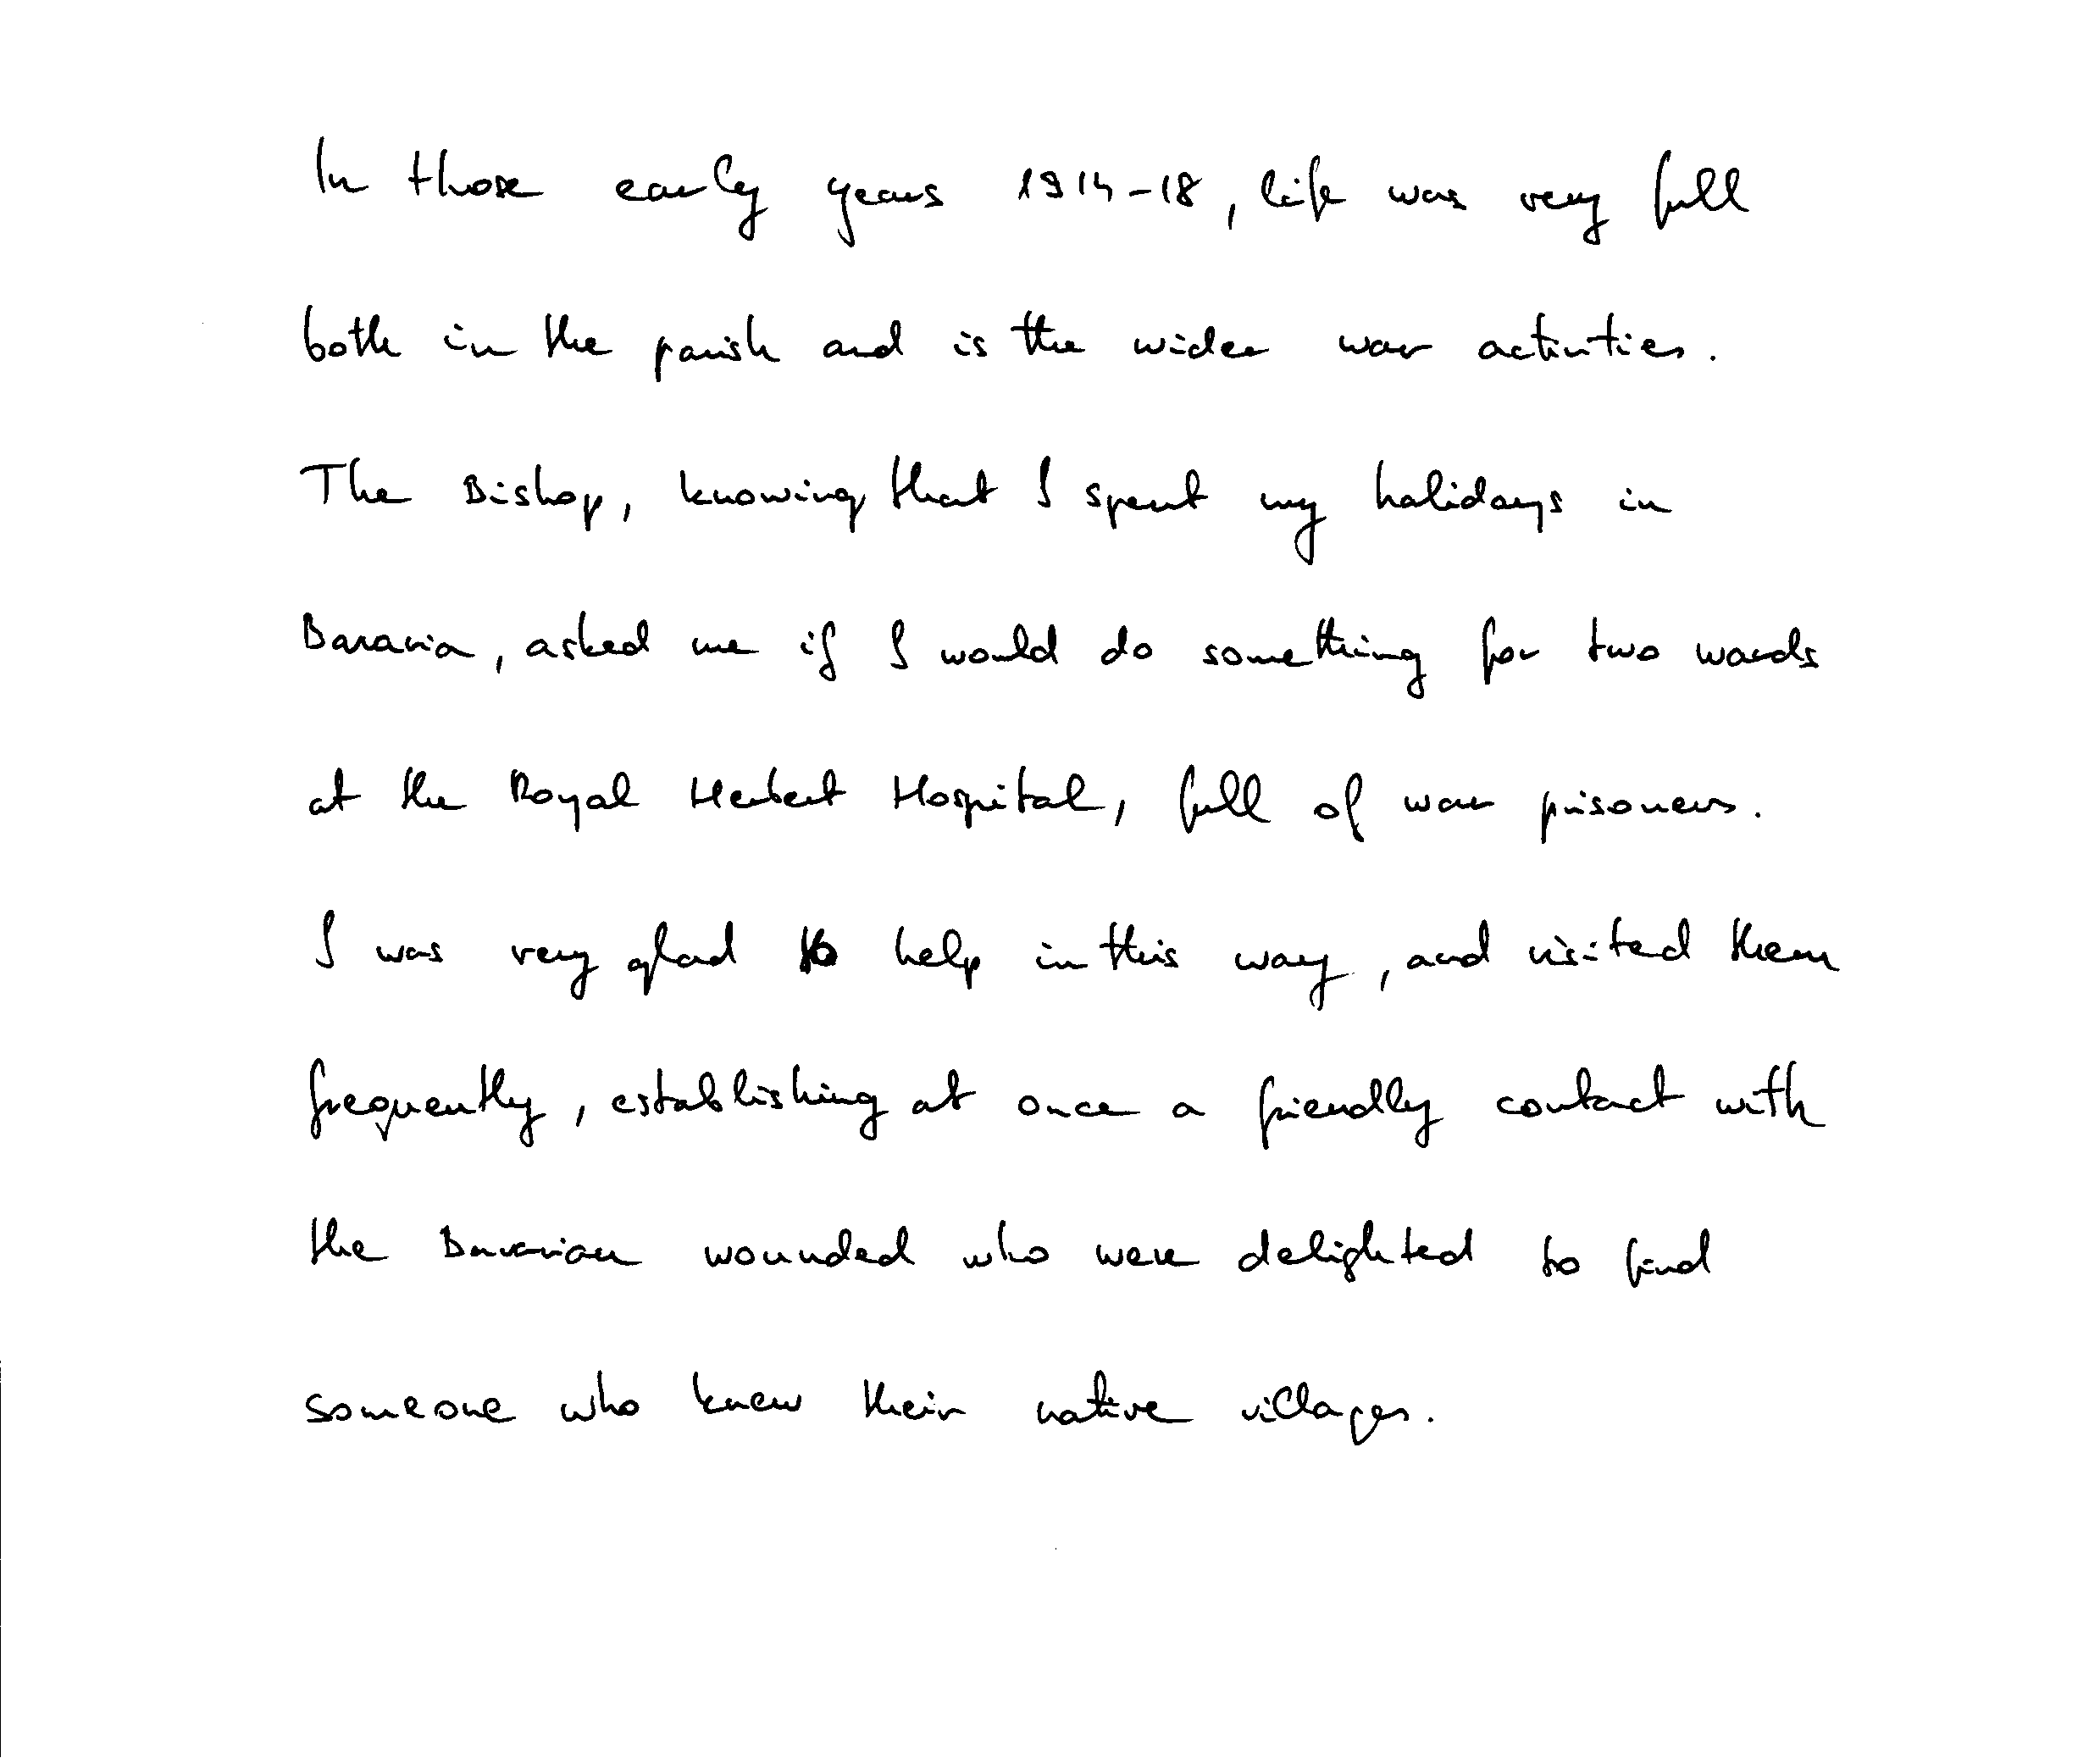 In those early years 1914-18, life was very full
both in the parish and is the wider war activities.
The Bishop, knowing that I spent my holidays in
Bavaria, asked me if I would do something for two wards
at the Royal Herbert Hospital, full of war prisoners.
I was very glad to help in this way, and visited them
frequently, establishing at once a friendly contact with
the Bavarian wounded who were delighted to find
someone who knew their native villages.